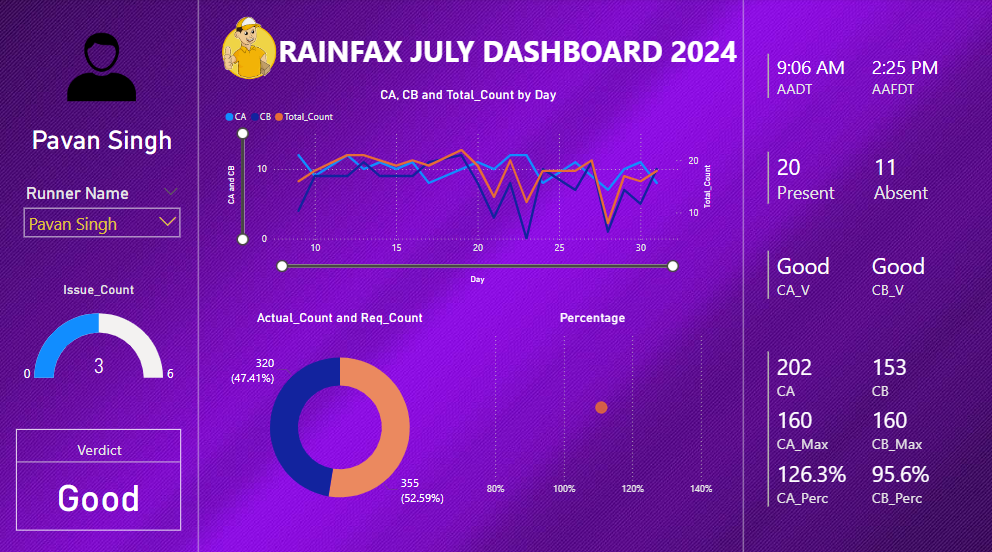 RAINFAX JULY DASHBOARD 2024
Pavan Singh
Runner Name
Pavan Singh
Issue_Count
3
0
6
Verdict
Good
CA, CB and Total_Count by Day
CA CB Total_Count
CA and CB
10
0
20
10
Total_Count
10 15 20 25 30
Day
Actual_Count and Req_Count
320
(47.41%)
355
(52.59%)
Percentage
80% 100% 120% 140%
9:06 AM 2:25 PM
AADT AAFDT
20 11
Present Absent
Good Good
CA_V CB_V
202 153
CA CB
160 160
CA_Max CB_Max
126.3% 95.6%
CA_Perc CB_Perc